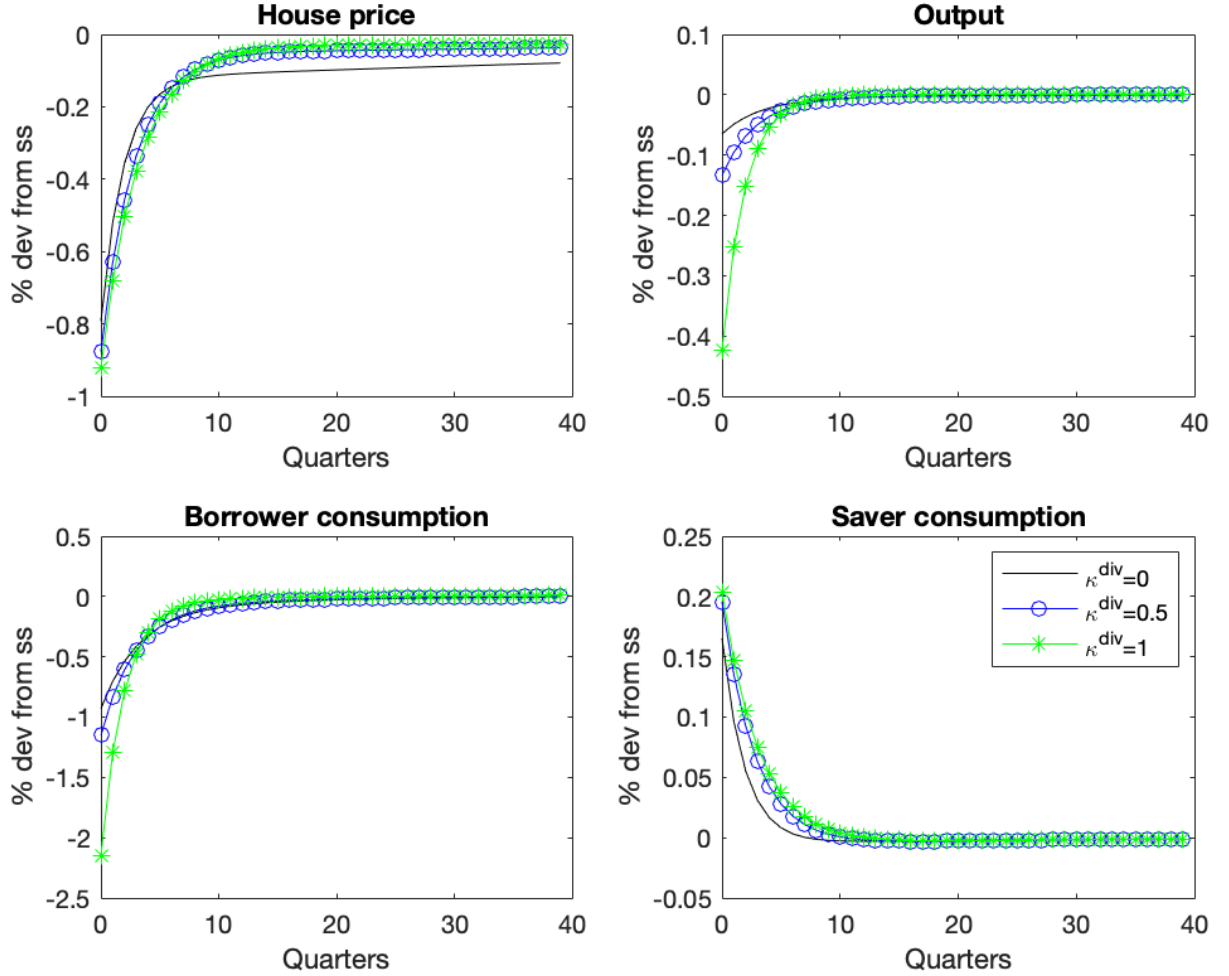 House price
% dev from ss
0
-0.2
-0.4
-0.6
-0.8
-1
0 10 20 30 40
Quarters
Output
% dev from ss
0.1
0
-0.1
-0.2
-0.3
-0.4
-0.5
0 10 20 30 40
Quarters
Borrower consumption
% dev from ss
0.5
0
-0.5
-1
-1.5
-2
-2.5
0 10 20 30 40
Quarters
Saver consumption
% dev from ss
0.25
0.2
0.15
0.1
0.05
0
-0.05
0 10 20 30 40
Quarters
κ^div=0
κ^div=0.5
κ^div=1